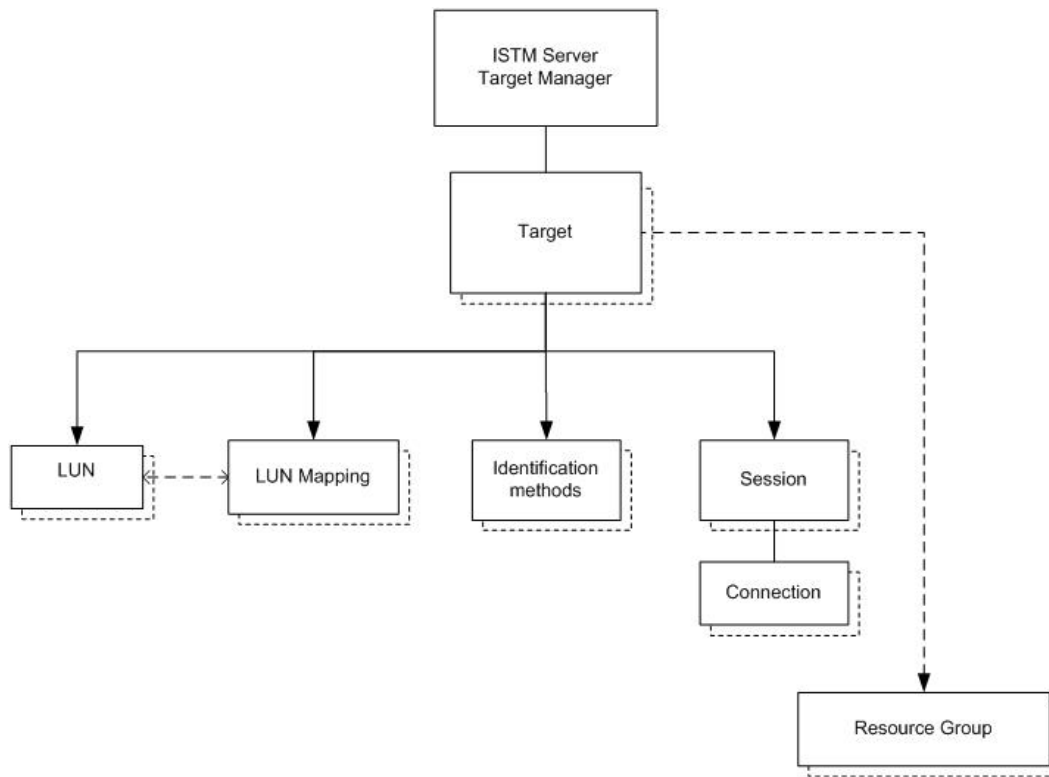 ISTM Server
Target Manager
Target
LUN
LUN Mapping
Identification
methods
Session
Connection
Resource Group